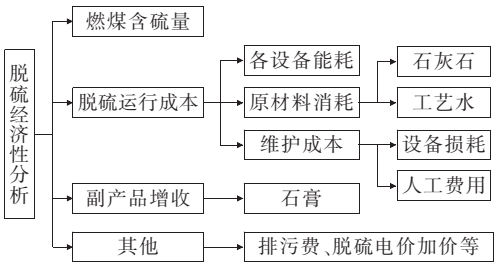 脱硫经济性分析
燃煤含硫量
脱硫运行成本
各设备能耗
原材料消耗
石灰石
工艺水
维护成本
设备损耗
人工费用
副产品增收
石膏
其他
排污费、脱硫电价加价等